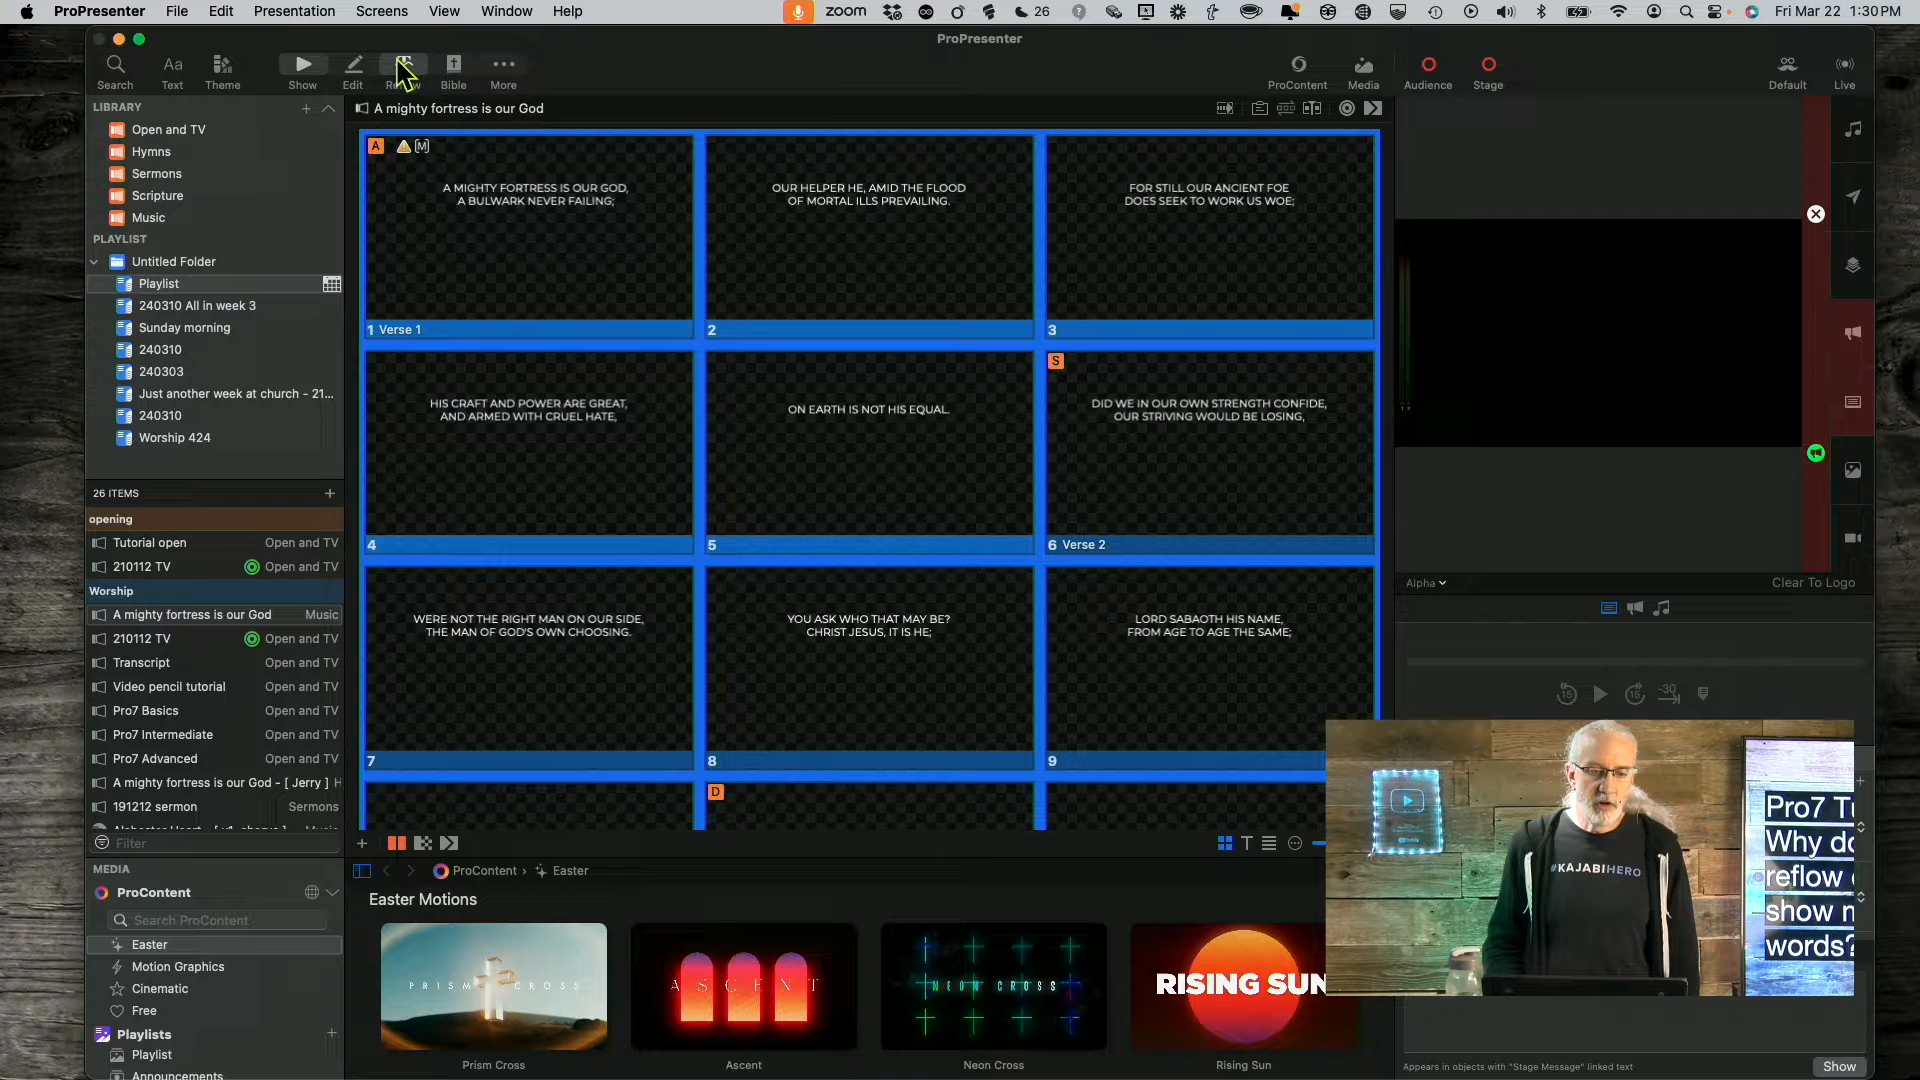 ProPresenter File Edit Presentation Screens View Window Help
zoom 26 Fri Mar 22 1:30 PM
ProPresenter
Search Text Theme Show Edit Bible More
ProContent Media Audience Stage Default Live
LIBRARY
Open and TV
Hymns
Sermons
Scripture
Music
PLAYLIST
Untitled Folder
Playlist
240310 All in week 3
Sunday morning
240310
240303
Just another week at church - 21...
240310
Worship 424
26 ITEMS
opening
Tutorial open Open and TV
210112 TV Open and TV
Worship
A mighty fortress is our God Music
210112 TV Open and TV
Transcript Open and TV
Video pencil tutorial Open and TV
Pro7 Basics Open and TV
Pro7 Intermediate Open and TV
Pro7 Advanced Open and TV
A mighty fortress is our God - [ Jerry ] H
191212 sermon Sermons
Filter
MEDIA
ProContent
Search ProContent
Easter
Motion Graphics
Cinematic
Free
Playlists
Playlist
Announcements
A mighty fortress is our God
A [M]
A MIGHTY FORTRESS IS OUR GOD,
A BULWARK NEVER FAILING;
1 Verse 1
OUR HELPER HE, AMID THE FLOOD
OF MORTAL ILLS PREVAILING.
2
FOR STILL OUR ANCIENT FOE
DOES SEEK TO WORK US WOE;
3
HIS CRAFT AND POWER ARE GREAT,
AND ARMED WITH CRUEL HATE,
4
ON EARTH IS NOT HIS EQUAL.
5
S
DID WE IN OUR OWN STRENGTH CONFIDE,
OUR STRIVING WOULD BE LOSING,
6 Verse 2
WERE NOT THE RIGHT MAN ON OUR SIDE,
THE MAN OF GOD'S OWN CHOOSING.
7
YOU ASK WHO THAT MAY BE?
CHRIST JESUS, IT IS HE;
8
LORD SABAOTH HIS NAME,
FROM AGE TO AGE THE SAME;
9
D
ProContent › Easter
Easter Motions
PRISM CROSS
Prism Cross
ASCENT
Ascent
NEON CROSS
Neon Cross
RISING SUN
Rising Sun
Alpha Clear To Logo
15 15 -30
#KAJABIHERO
Pro7 T
Why do
reflow
show
words?
Appears in objects with "Stage Message" linked text
Show